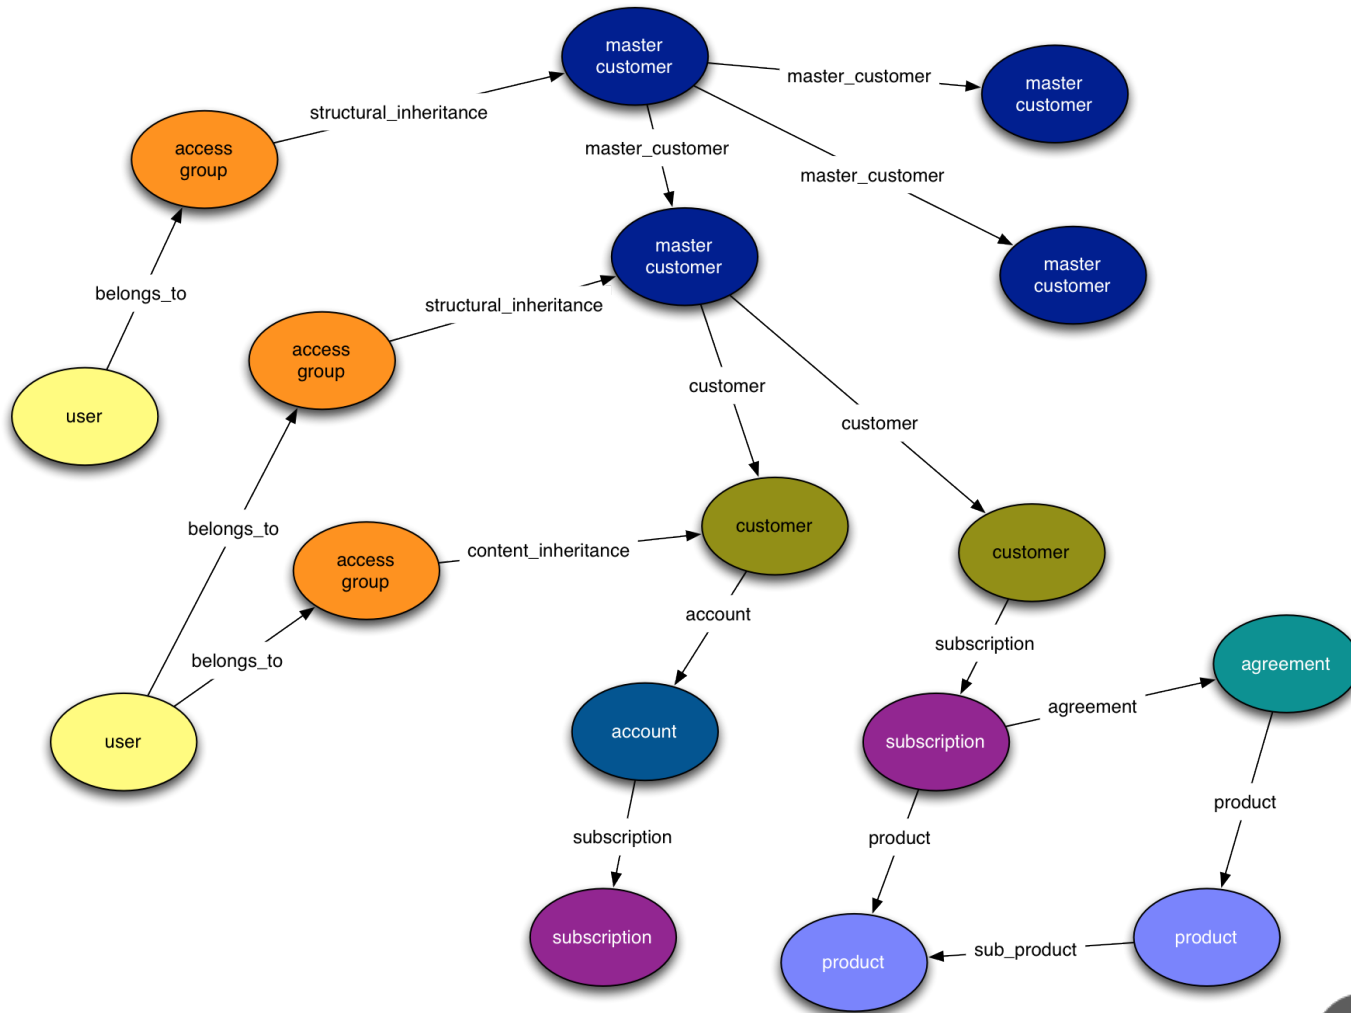 master
customer
master_customer
master
customer
structural_inheritance
master_customer
access
group
master_customer
master
customer
master
customer
belongs_to
structural_inheritance
access
group
customer
user
customer
belongs_to
customer
content_inheritance
customer
access
group
account
subscription
belongs_to
agreement
agreement
account
subscription
user
product
subscription
product
subscription
product
sub_product
product